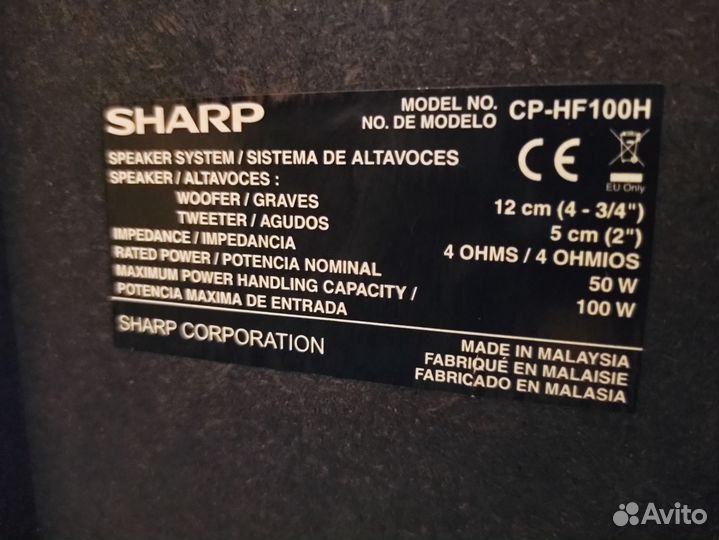 SHARP
MODEL NO. CP-HF100H
NO. DE MODELO
SPEAKER SYSTEM / SISTEMA DE ALTAVOCES
CE
EU Only
SPEAKER / ALTAVOCES :
WOOFER / GRAVES 12 cm (4 - 3/4")
TWEETER / AGUDOS 5 cm (2")
IMPEDANCE / IMPEDANCIA 4 OHMS / 4 OHMIOS
RATED POWER / POTENCIA NOMINAL 50 W
MAXIMUM POWER HANDLING CAPACITY / 100 W
POTENCIA MAXIMA DE ENTRADA
SHARP CORPORATION
MADE IN MALAYSIA
FABRIQUÉ EN MALAISIE
FABRICADO EN MALASIA
Avito